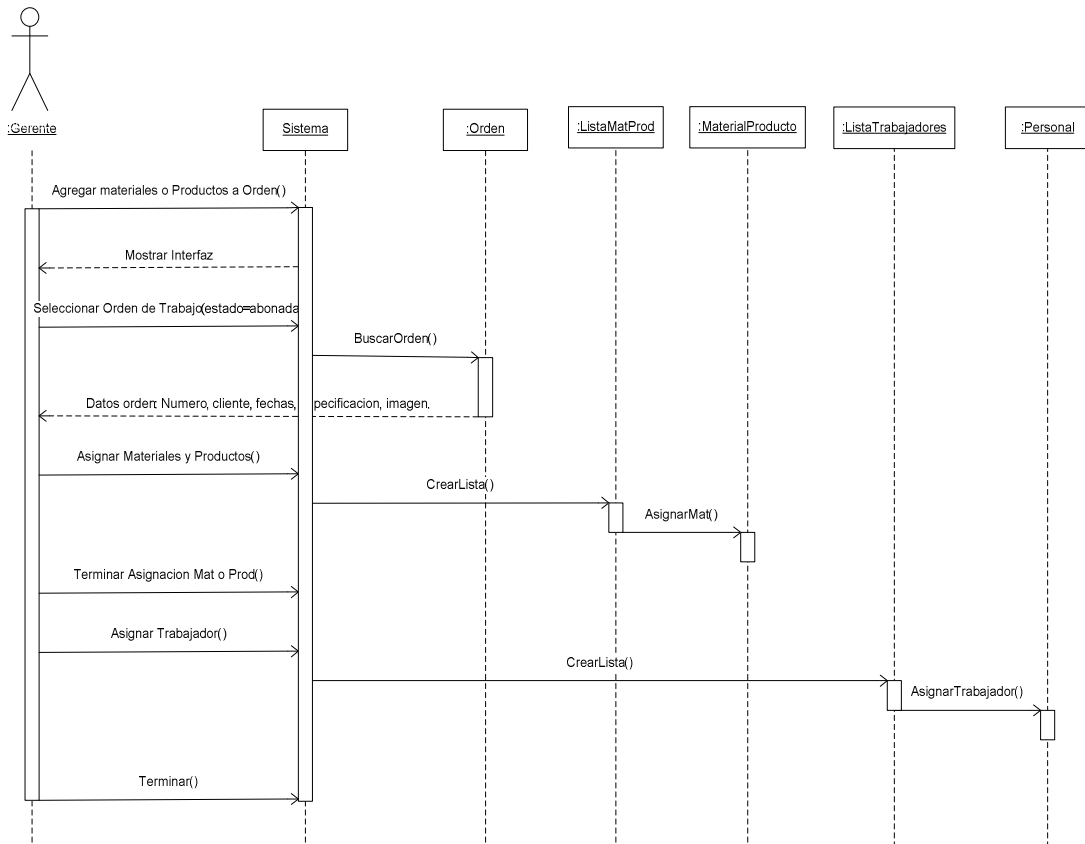 :Gerente
Sistema
:Orden
:ListaMatProd
:MaterialProducto
:ListaTrabajadores
:Personal
Agregar materiales o Productos a Orden()
Mostrar Interfaz
Seleccionar Orden de Trabajo(estado=abonada
BuscarOrden()
Datos orden: Numero, cliente, fechas, pecificacion, imagen.
Asignar Materiales y Productos()
CrearLista()
AsignarMat()
Terminar Asignacion Mat o Prod()
Asignar Trabajador()
CrearLista()
AsignarTrabajador()
Terminar()